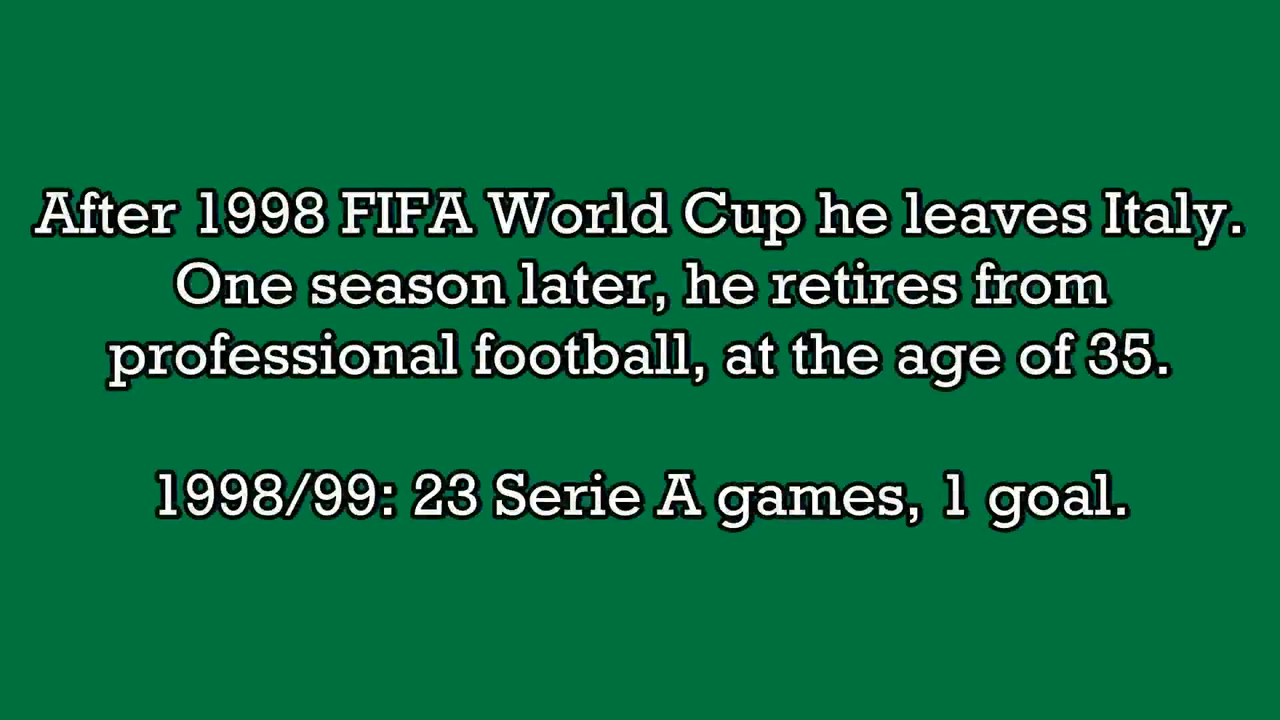 After 1998 FIFA World Cup he leaves Italy.
One season later, he retires from
professional football, at the age of 35.
1998/99: 23 Serie A games, 1 goal.